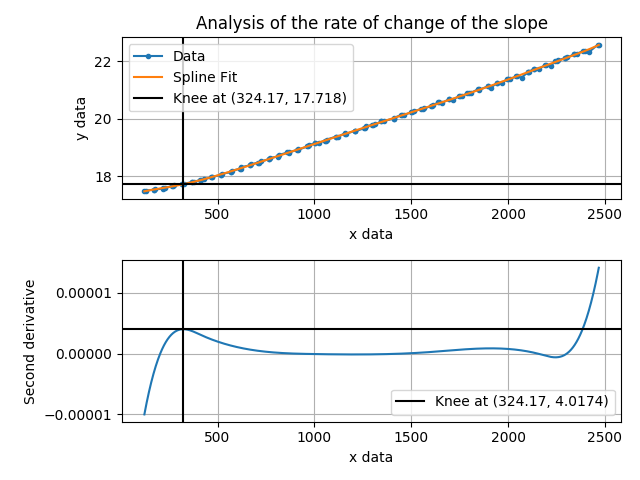 Analysis of the rate of change of the slope
Data
Spline Fit
Knee at (324.17, 17.718)
22
20
18
y data
500
1000
1500
2000
2500
x data
0.00001
0.00000
−0.00001
Second derivative
Knee at (324.17, 4.0174)
500
1000
1500
2000
2500
x data